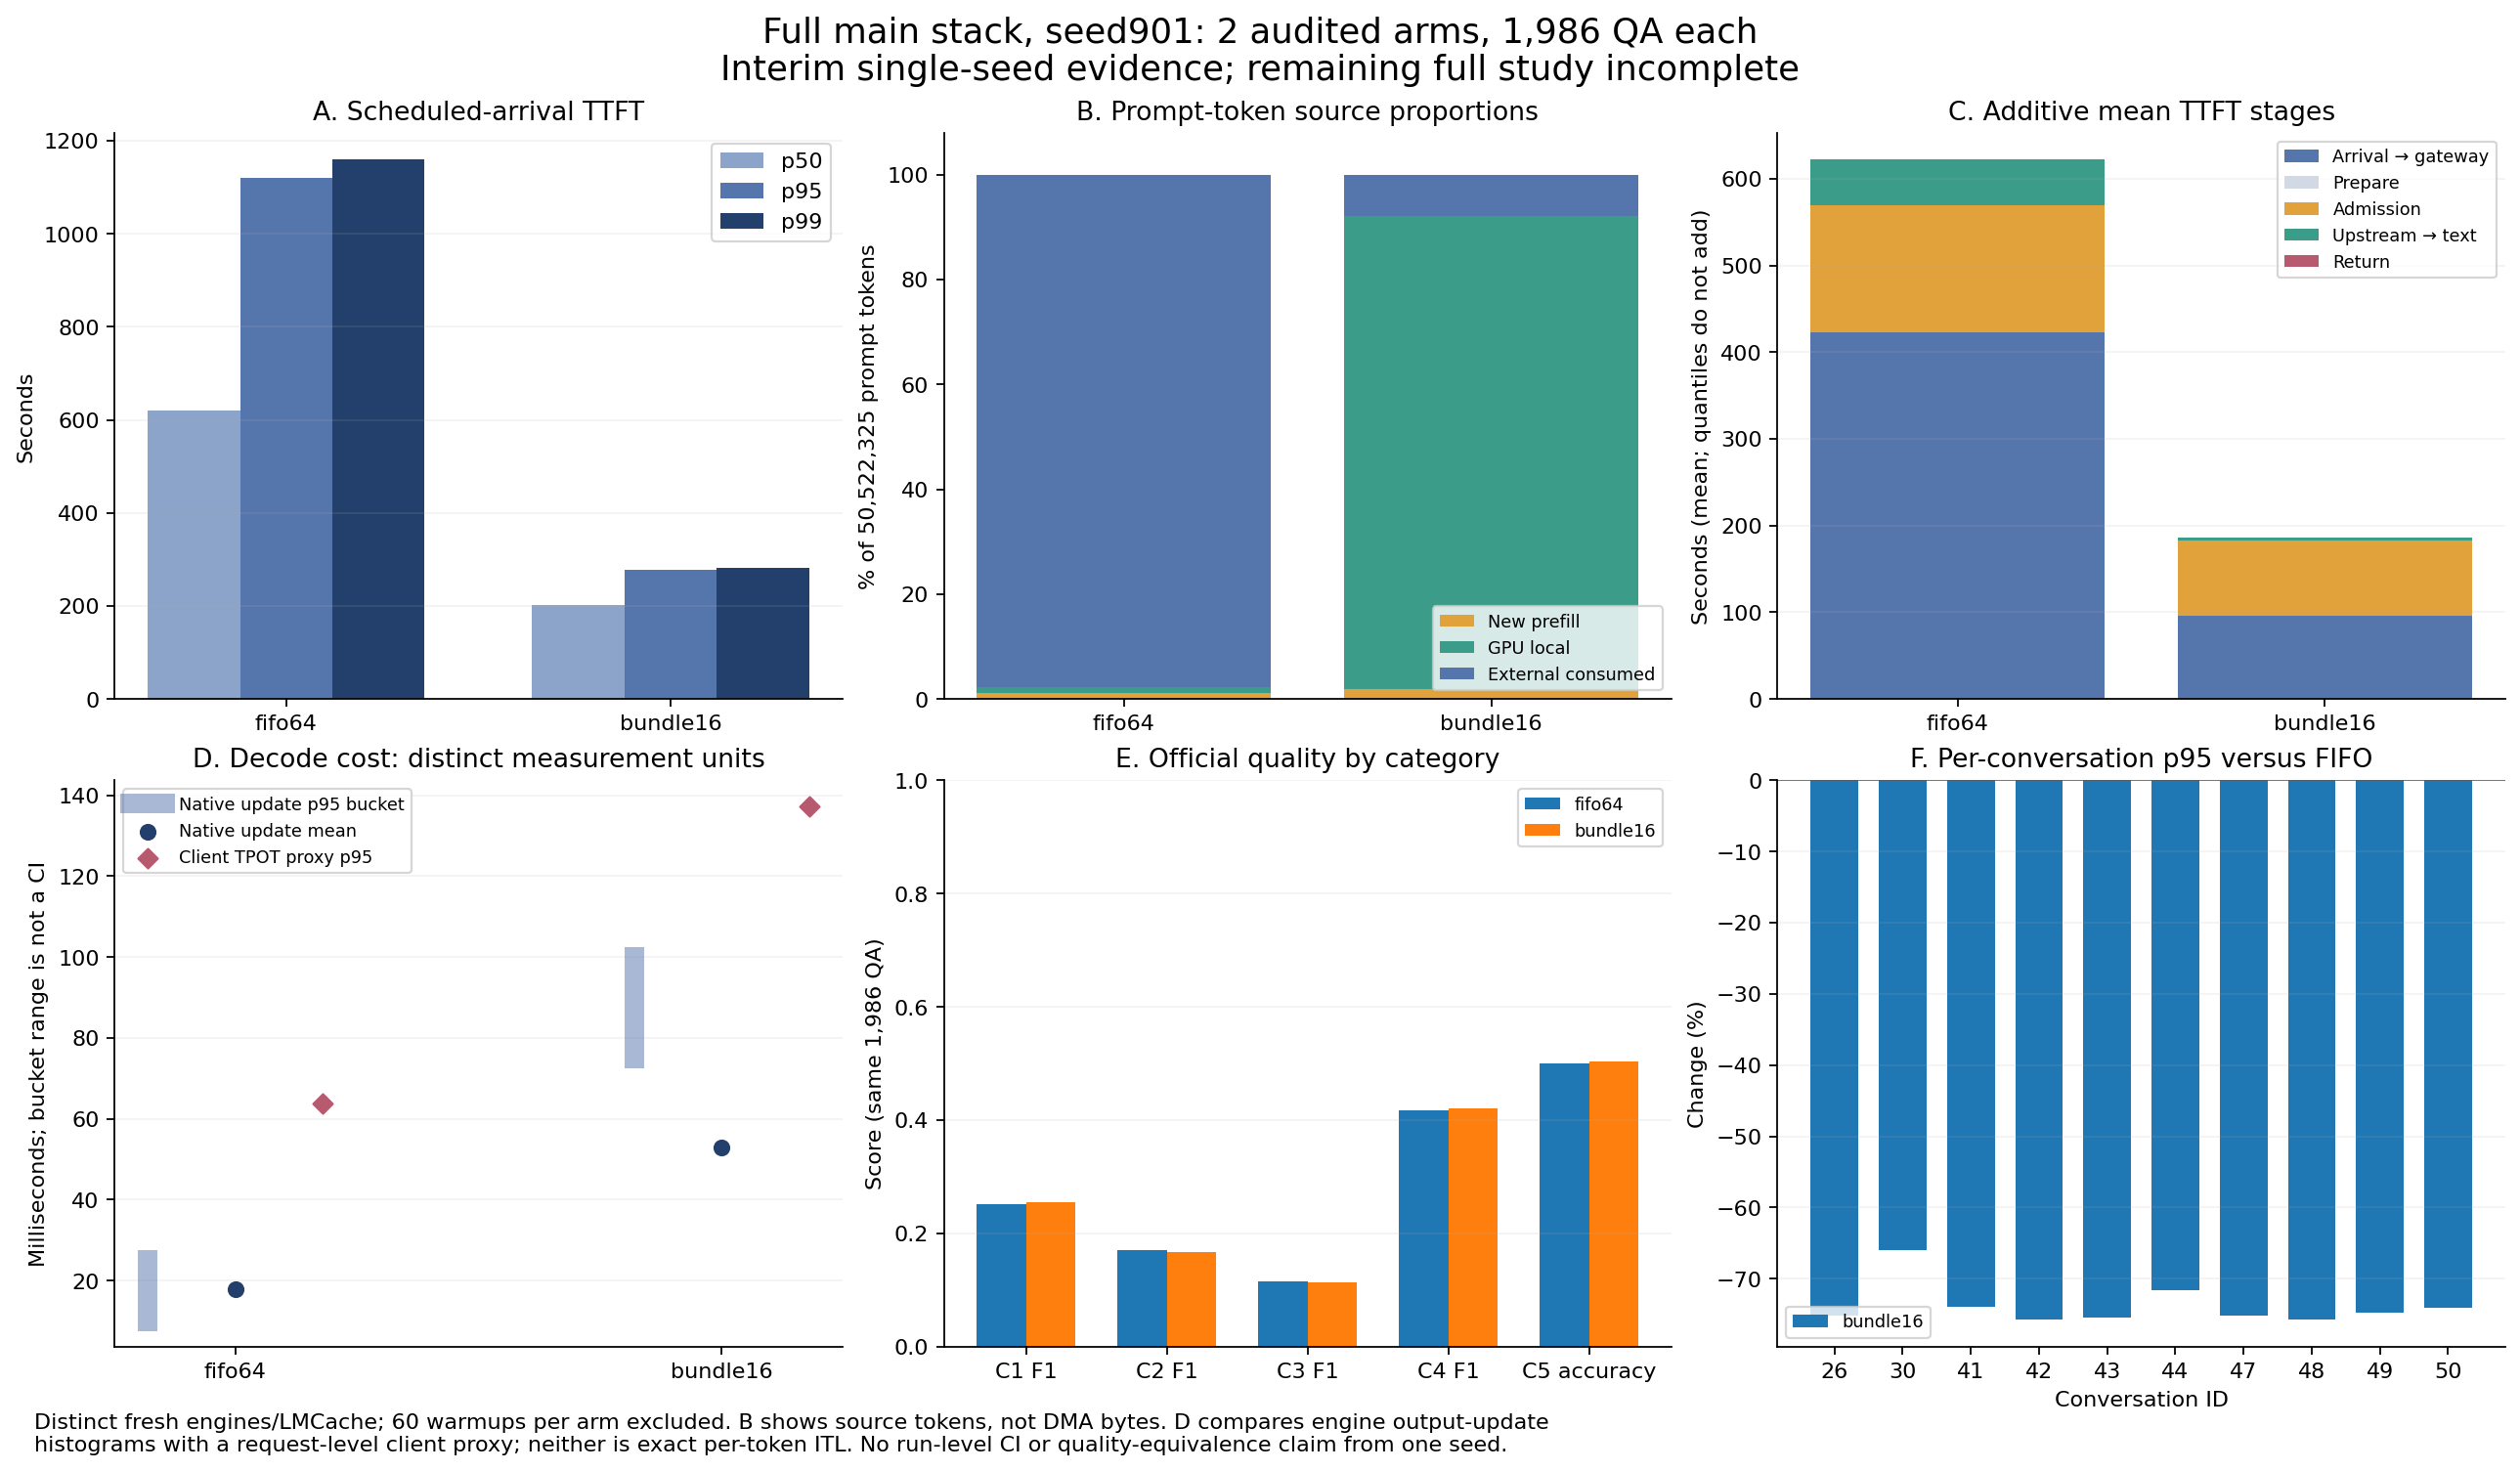 Full main stack, seed901: 2 audited arms, 1,986 QA each
Interim single-seed evidence; remaining full study incomplete
A. Scheduled-arrival TTFT
Seconds
1200
1000
800
600
400
200
0
p50
p95
p99
fifo64
bundle16
B. Prompt-token source proportions
% of 50,522,325 prompt tokens
100
80
60
40
20
0
New prefill
GPU local
External consumed
fifo64
bundle16
C. Additive mean TTFT stages
Seconds (mean; quantiles do not add)
600
500
400
300
200
100
0
Arrival → gateway
Prepare
Admission
Upstream → text
Return
fifo64
bundle16
D. Decode cost: distinct measurement units
Milliseconds; bucket range is not a CI
140
120
100
80
60
40
20
Native update p95 bucket
Native update mean
Client TPOT proxy p95
fifo64
bundle16
E. Official quality by category
Score (same 1,986 QA)
1.0
0.8
0.6
0.4
0.2
0.0
fifo64
bundle16
C1 F1
C2 F1
C3 F1
C4 F1
C5 accuracy
F. Per-conversation p95 versus FIFO
Change (%)
0
−10
−20
−30
−40
−50
−60
−70
bundle16
26
30
41
42
43
44
47
48
49
50
Conversation ID
Distinct fresh engines/LMCache; 60 warmups per arm excluded. B shows source tokens, not DMA bytes. D compares engine output-update
histograms with a request-level client proxy; neither is exact per-token ITL. No run-level CI or quality-equivalence claim from one seed.